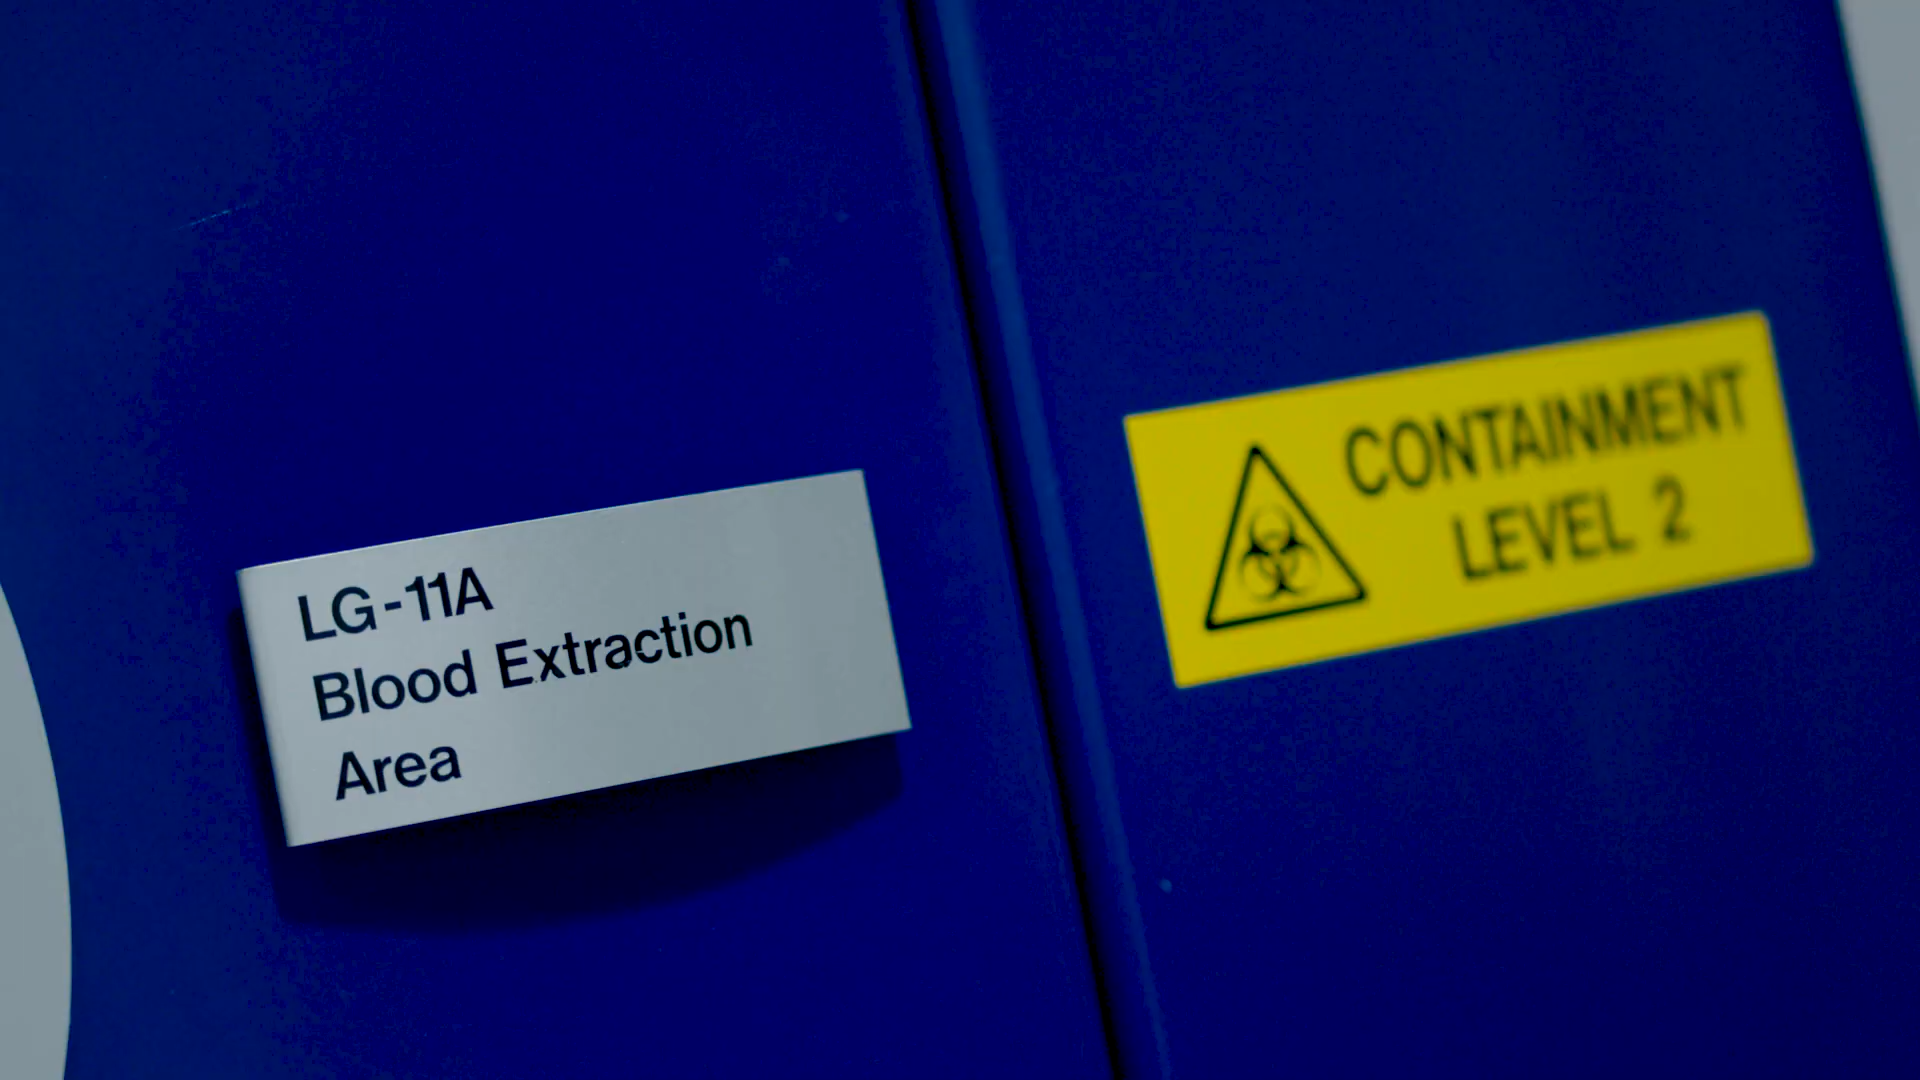 LG-11A
Blood Extraction
Area
CONTAINMENT
LEVEL 2